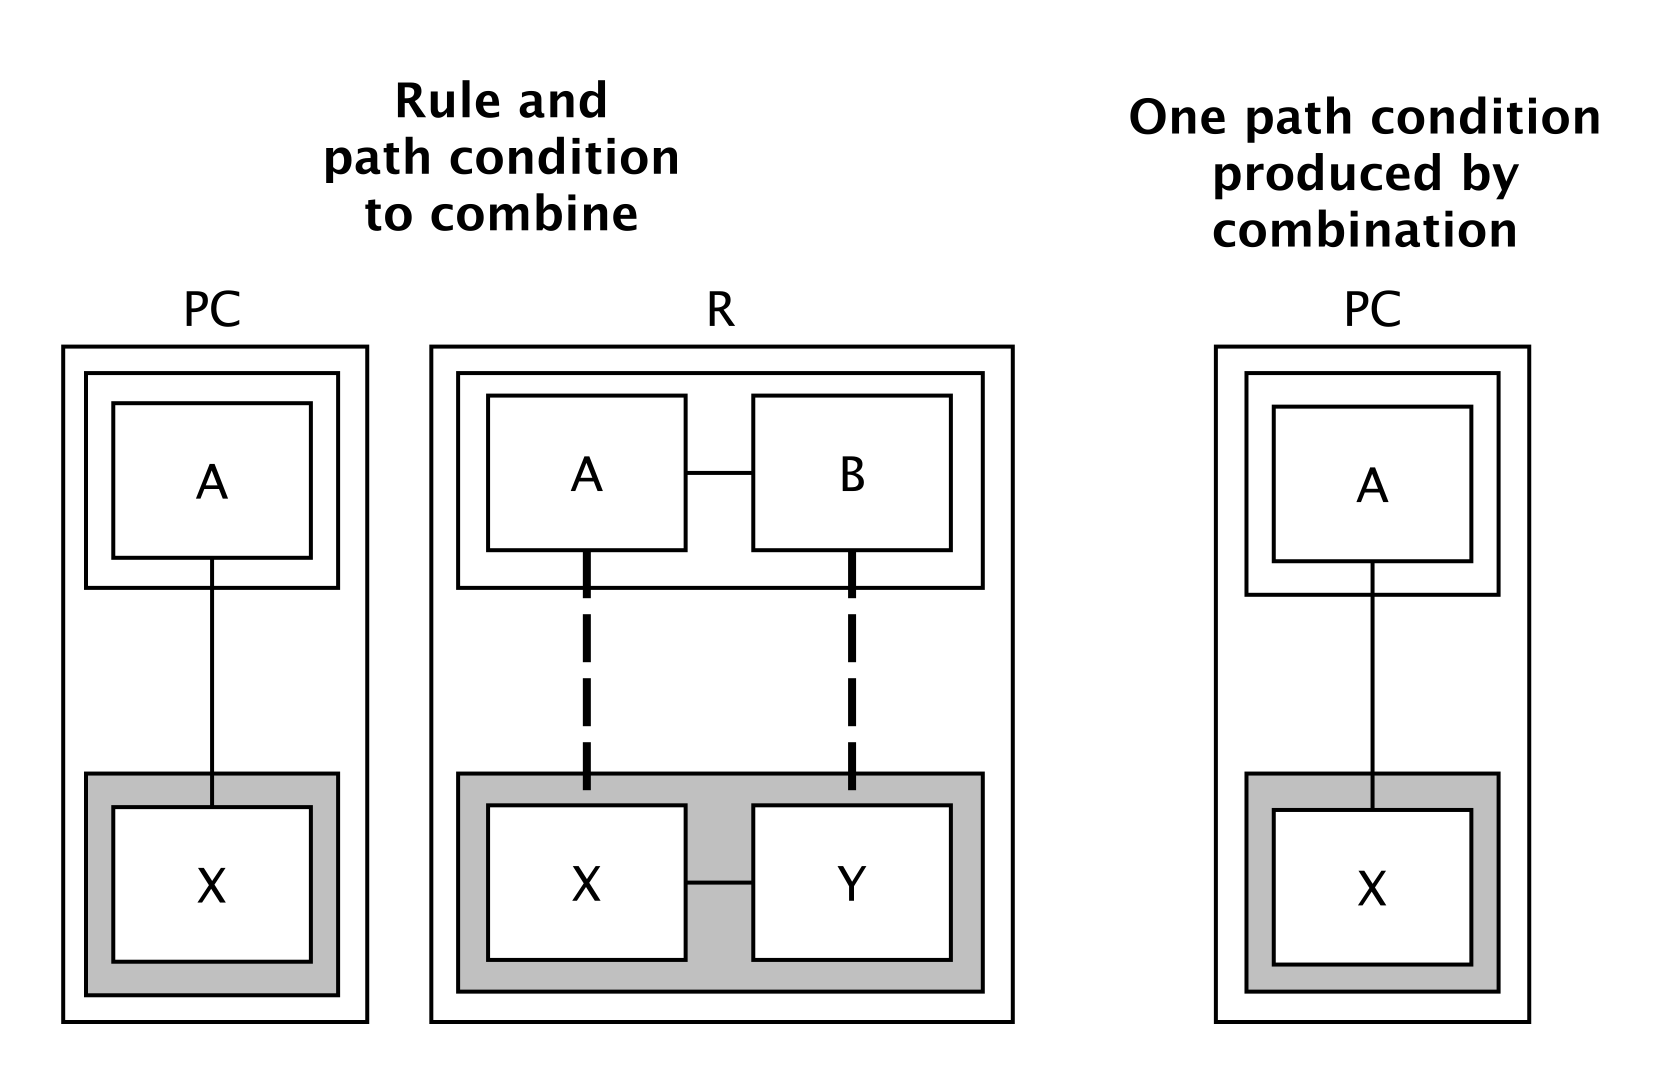 Rule and
path condition
to combine
One path condition
produced by
combination
PC
R
PC
A
A
B
A
X
X
Y
X